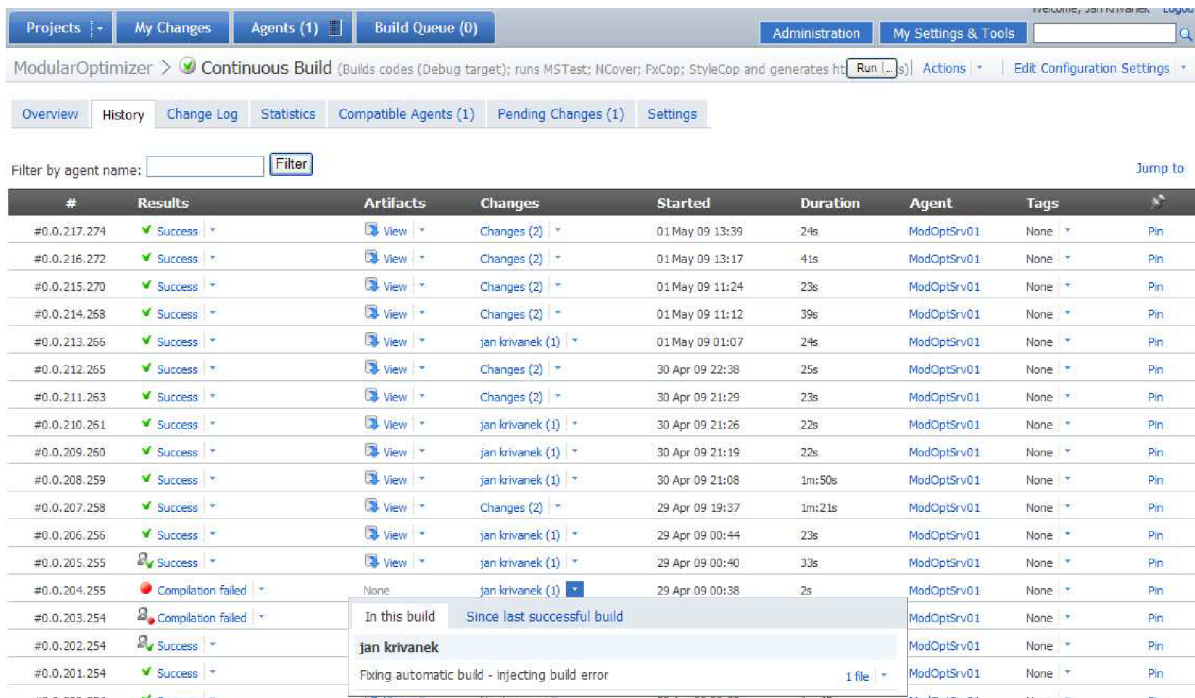 Welcome, Jan Krivanek Logout
Projects My Changes Agents (1) Build Queue (0) Administration My Settings & Tools
ModularOptimizer > Continuous Build (Builds codes (Debug target); runs MSTest; NCover; FxCop; StyleCop and generates ht Run ... s) Actions Edit Configuration Settings
Overview History Change Log Statistics Compatible Agents (1) Pending Changes (1) Settings
Filter by agent name: Filter Jump to
# Results Artifacts Changes Started Duration Agent Tags
#0.0.217.274 Success View Changes (2) 01 May 09 13:39 24s ModOptSrv01 None Pin
#0.0.216.272 Success View Changes (2) 01 May 09 13:17 41s ModOptSrv01 None Pin
#0.0.215.270 Success View Changes (2) 01 May 09 11:24 23s ModOptSrv01 None Pin
#0.0.214.268 Success View Changes (2) 01 May 09 11:12 39s ModOptSrv01 None Pin
#0.0.213.266 Success View jan krivanek (1) 01 May 09 01:07 24s ModOptSrv01 None Pin
#0.0.212.265 Success View Changes (2) 30 Apr 09 22:38 25s ModOptSrv01 None Pin
#0.0.211.263 Success View Changes (2) 30 Apr 09 21:29 23s ModOptSrv01 None Pin
#0.0.210.261 Success View jan krivanek (1) 30 Apr 09 21:26 22s ModOptSrv01 None Pin
#0.0.209.260 Success View jan krivanek (1) 30 Apr 09 21:19 22s ModOptSrv01 None Pin
#0.0.208.259 Success View jan krivanek (1) 30 Apr 09 21:08 1m:50s ModOptSrv01 None Pin
#0.0.207.258 Success View Changes (2) 29 Apr 09 19:37 1m:21s ModOptSrv01 None Pin
#0.0.206.256 Success View jan krivanek (1) 29 Apr 09 00:44 23s ModOptSrv01 None Pin
#0.0.205.255 Success View jan krivanek (1) 29 Apr 09 00:40 33s ModOptSrv01 None Pin
#0.0.204.255 Compilation failed None jan krivanek (1) 29 Apr 09 00:38 2s ModOptSrv01 None Pin
#0.0.203.254 Compilation failed In this build Since last successful build ModOptSrv01 None Pin
#0.0.202.254 Success jan krivanek ModOptSrv01 None Pin
#0.0.201.254 Success Fixing automatic build - injecting build error 1 file ModOptSrv01 None Pin